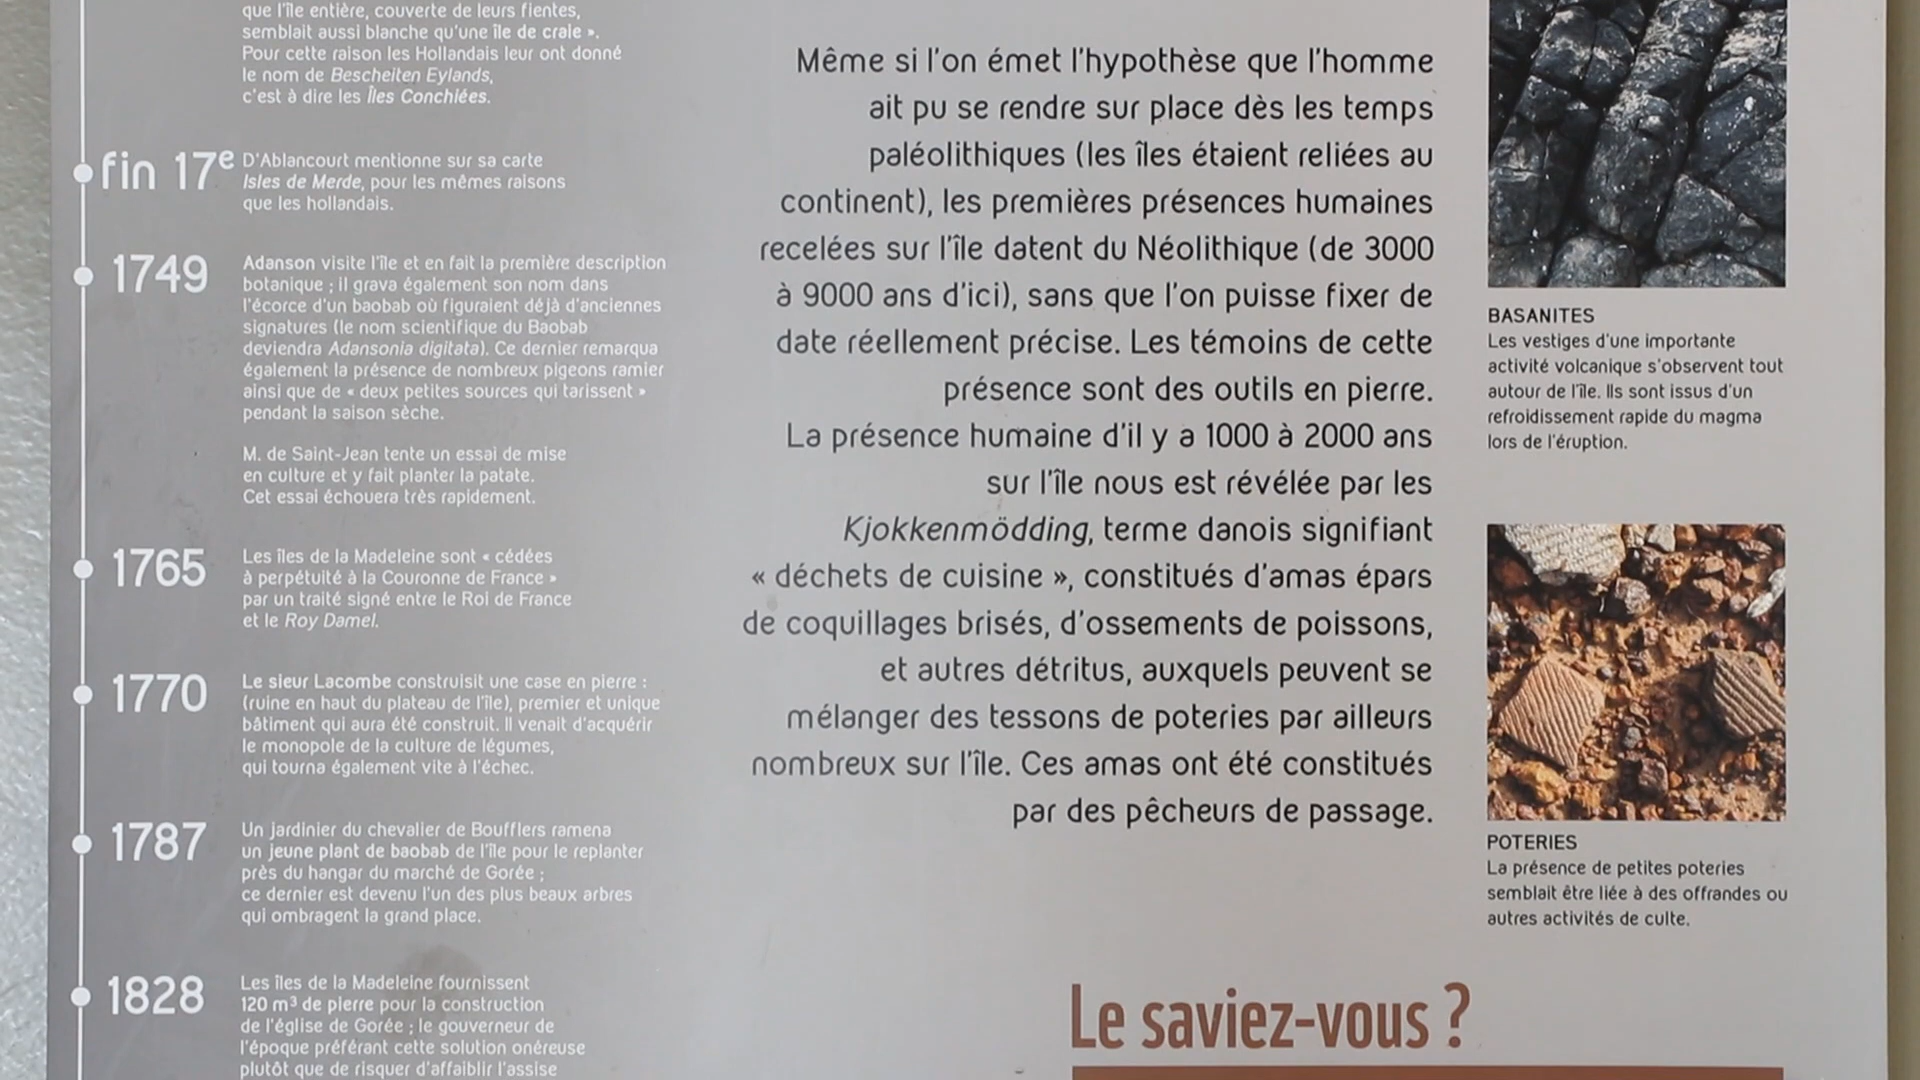 que l'île entière, couverte de leurs fientes,
semblait aussi blanche qu'une île de craie ».
Pour cette raison les Hollandais leur ont donné
le nom de Bescheiten Eylands,
c'est à dire les Îles Conchiées.
fin 17e
D'Ablancourt mentionne sur sa carte
Isles de Merde, pour les mêmes raisons
que les hollandais.
1749
Adanson visite l'île et en fait la première description
botanique ; il grava également son nom dans
l'écorce d'un baobab où figuraient déjà d'anciennes
signatures (le nom scientifique du Baobab
deviendra Adansonia digitata). Ce dernier remarqua
également la présence de nombreux pigeons ramier
ainsi que de « deux petites sources qui tarissent »
pendant la saison sèche.
M. de Saint-Jean tente un essai de mise
en culture et y fait planter la patate.
Cet essai échouera très rapidement.
1765
Les îles de la Madeleine sont « cédées
à perpétuité à la Couronne de France »
par un traité signé entre le Roi de France
et le Roy Damel.
1770
Le sieur Lacombe construisit une case en pierre :
(ruine en haut du plateau de l'île), premier et unique
bâtiment qui aura été construit. Il venait d'acquérir
le monopole de la culture de légumes,
qui tourna également vite à l'échec.
1787
Un jardinier du chevalier de Boufflers ramena
un jeune plant de baobab de l'île pour le replanter
près du hangar du marché de Gorée ;
ce dernier est devenu l'un des plus beaux arbres
qui ombragent la grand place.
1828
Les îles de la Madeleine fournissent
120 m³ de pierre pour la construction
de l'église de Gorée ; le gouverneur de
l'époque préférant cette solution onéreuse
plutôt que de risquer d'affaiblir l'assise
Même si l'on émet l'hypothèse que l'homme
ait pu se rendre sur place dès les temps
paléolithiques (les îles étaient reliées au
continent), les premières présences humaines
recelées sur l'île datent du Néolithique (de 3000
à 9000 ans d'ici), sans que l'on puisse fixer de
date réellement précise. Les témoins de cette
présence sont des outils en pierre.
La présence humaine d'il y a 1000 à 2000 ans
sur l'île nous est révélée par les
Kjokkenmödding, terme danois signifiant
« déchets de cuisine », constitués d'amas épars
de coquillages brisés, d'ossements de poissons,
et autres détritus, auxquels peuvent se
mélanger des tessons de poteries par ailleurs
nombreux sur l'île. Ces amas ont été constitués
par des pêcheurs de passage.
BASANITES
Les vestiges d'une importante
activité volcanique s'observent tout
autour de l'île. Ils sont issus d'un
refroidissement rapide du magma
lors de l'éruption.
POTERIES
La présence de petites poteries
semblait être liée à des offrandes ou
autres activités de culte.
Le saviez-vous ?